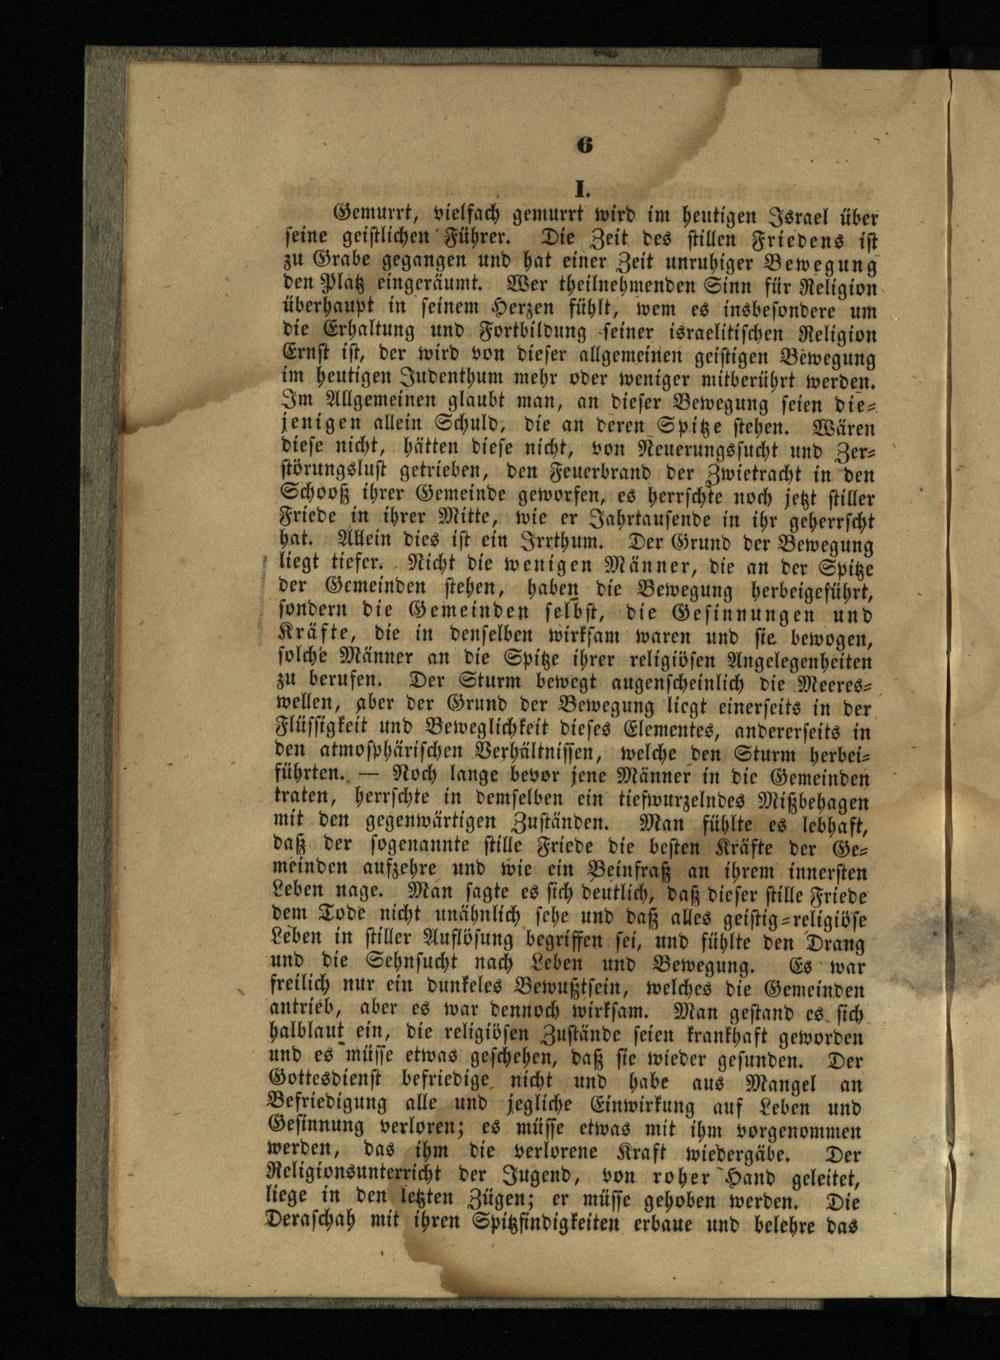 6
I.
Gemurrt, vielfach gemurrt wird im heutigen Israel über
seine geistlichen Führer. Die Zeit des stillen Friedens ist
zu Grabe gegangen und hat einer Zeit unruhiger Bewegung
den Platz eingeräumt. Wer theilnehmenden Sinn für Religion
überhaupt in seinem Herzen fühlt, wem es insbesondere um
die Erhaltung und Fortbildung seiner israelitischen Religion
Ernst ist, der wird von dieser allgemeinen geistigen Bewegung
im heutigen Judenthum mehr oder weniger mitberührt werden.
Im Allgemeinen glaubt man, an dieser Bewegung seien die-
jenigen allein Schuld, die an deren Spitze stehen. Wären
diese nicht, hätten diese nicht, von Neuerungssucht und Zer-
störungslust getrieben, den Feuerbrand der Zwietracht in den
Schooß ihrer Gemeinde geworfen, es herrschte noch jetzt stiller
Friede in ihrer Mitte, wie er Jahrtausende in ihr geherrscht
hat. Allein dies ist ein Irrthum. Der Grund der Bewegung
liegt tiefer. Nicht die wenigen Männer, die an der Spitze
der Gemeinden stehen, haben die Bewegung herbeigeführt,
sondern die Gemeinden selbst, die Gesinnungen und
Kräfte, die in denselben wirksam waren und sie bewogen,
solche Männer an die Spitze ihrer religiösen Angelegenheiten
zu berufen. Der Sturm bewegt augenscheinlich die Meeres-
wellen, aber der Grund der Bewegung liegt einerseits in der
Flüssigkeit und Beweglichkeit dieses Elementes, andererseits in
den atmosphärischen Verhältnissen, welche den Sturm herbei-
führten. — Noch lange bevor jene Männer in die Gemeinden
traten, herrschte in demselben ein tiefwurzelndes Mißbehagen
mit den gegenwärtigen Zuständen. Man fühlte es lebhaft,
daß der sogenannte stille Friede die besten Kräfte der Ge-
meinden aufzehre und wie ein Beinfraß an ihrem innersten
Leben nage. Man sagte es sich deutlich, daß dieser stille Friede
dem Tode nicht unähnlich sehe und daß alles geistig-religiöse
Leben in stiller Auflösung begriffen sei, und fühlte den Drang
und die Sehnsucht nach Leben und Bewegung. Es war
freilich nur ein dunkeles Bewußtsein, welches die Gemeinden
antrieb, aber es war dennoch wirksam. Man gestand es sich
halblaut ein, die religiösen Zustände seien krankhaft geworden
und es müsse etwas geschehen, daß sie wieder gesunden. Der
Gottesdienst befriedige nicht und habe aus Mangel an
Befriedigung alle und jegliche Einwirkung auf Leben und
Gesinnung verloren; es müsse etwas mit ihm vorgenommen
werden, das ihm die verlorene Kraft wiedergäbe. Der
Religionsunterricht der Jugend, von roher Hand geleitet,
liege in den letzten Zügen; er müsse gehoben werden. Die
Deraschah mit ihren Spitzfindigkeiten erbaue und belehre das